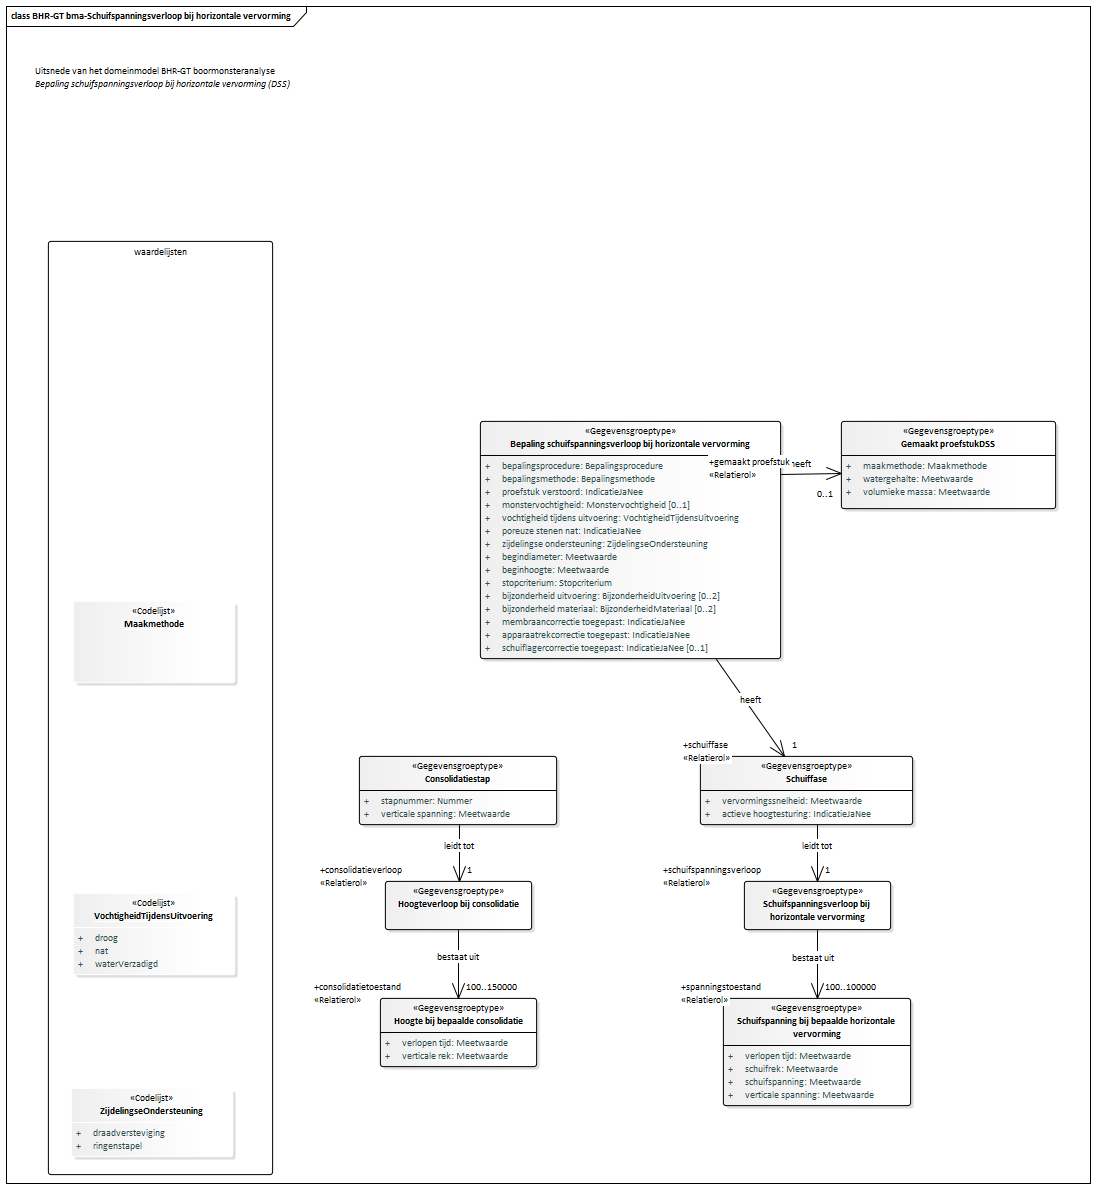 class BHR-GT bma-Schuifspanningsverloop bij horizontale vervorming
Uitsnede van het domeinmodel BHR-GT boormonsteranalyse
Bepaling schuifspanningsverloop bij horizontale vervorming (DSS)
waardelijsten
«Codelijst»
Maakmethode
«Codelijst»
VochtigheidTijdensUitvoering
+ droog
+ nat
+ waterVerzadigd
«Codelijst»
ZijdelingseOndersteuning
+ draadversteviging
+ ringenstapel
«Gegevensgroeptype»
Bepaling schuifspanningsverloop bij horizontale vervorming
+ bepalingsprocedure: Bepalingsprocedure
+ bepalingsmethode: Bepalingsmethode
+ proefstuk verstoord: IndicatieJaNee
+ monstervochtigheid: Monstervochtigheid [0..1]
+ vochtigheid tijdens uitvoering: VochtigheidTijdensUitvoering
+ poreuze stenen nat: IndicatieJaNee
+ zijdelingse ondersteuning: ZijdelingseOndersteuning
+ begindiameter: Meetwaarde
+ beginhoogte: Meetwaarde
+ stopcriterium: Stopcriterium
+ bijzonderheid uitvoering: BijzonderheidUitvoering [0..2]
+ bijzonderheid materiaal: BijzonderheidMateriaal [0..2]
+ membraancorrectie toegepast: IndicatieJaNee
+ apparaatrekcorrectie toegepast: IndicatieJaNee
+ schuiflagercorrectie toegepast: IndicatieJaNee [0..1]
+gemaakt proefstuk heeft
«Relatierol»
0..1
«Gegevensgroeptype»
Gemaakt proefstukDSS
+ maakmethode: Maakmethode
+ watergehalte: Meetwaarde
+ volumieke massa: Meetwaarde
heeft
+schuiffase 1
«Relatierol»
«Gegevensgroeptype»
Schuiffase
+ vervormingssnelheid: Meetwaarde
+ actieve hoogtesturing: IndicatieJaNee
leidt tot
+schuifspanningsverloop 1
«Relatierol»
«Gegevensgroeptype»
Schuifspanningsverloop bij
horizontale vervorming
bestaat uit
+spanningstoestand 100..100000
«Relatierol»
«Gegevensgroeptype»
Schuifspanning bij bepaalde horizontale
vervorming
+ verlopen tijd: Meetwaarde
+ schuifrek: Meetwaarde
+ schuifspanning: Meetwaarde
+ verticale spanning: Meetwaarde
«Gegevensgroeptype»
Consolidatiestap
+ stapnummer: Nummer
+ verticale spanning: Meetwaarde
leidt tot
+consolidatieverloop 1
«Relatierol»
«Gegevensgroeptype»
Hoogteverloop bij consolidatie
bestaat uit
+consolidatietoestand 100..150000
«Relatierol»
«Gegevensgroeptype»
Hoogte bij bepaalde consolidatie
+ verlopen tijd: Meetwaarde
+ verticale rek: Meetwaarde